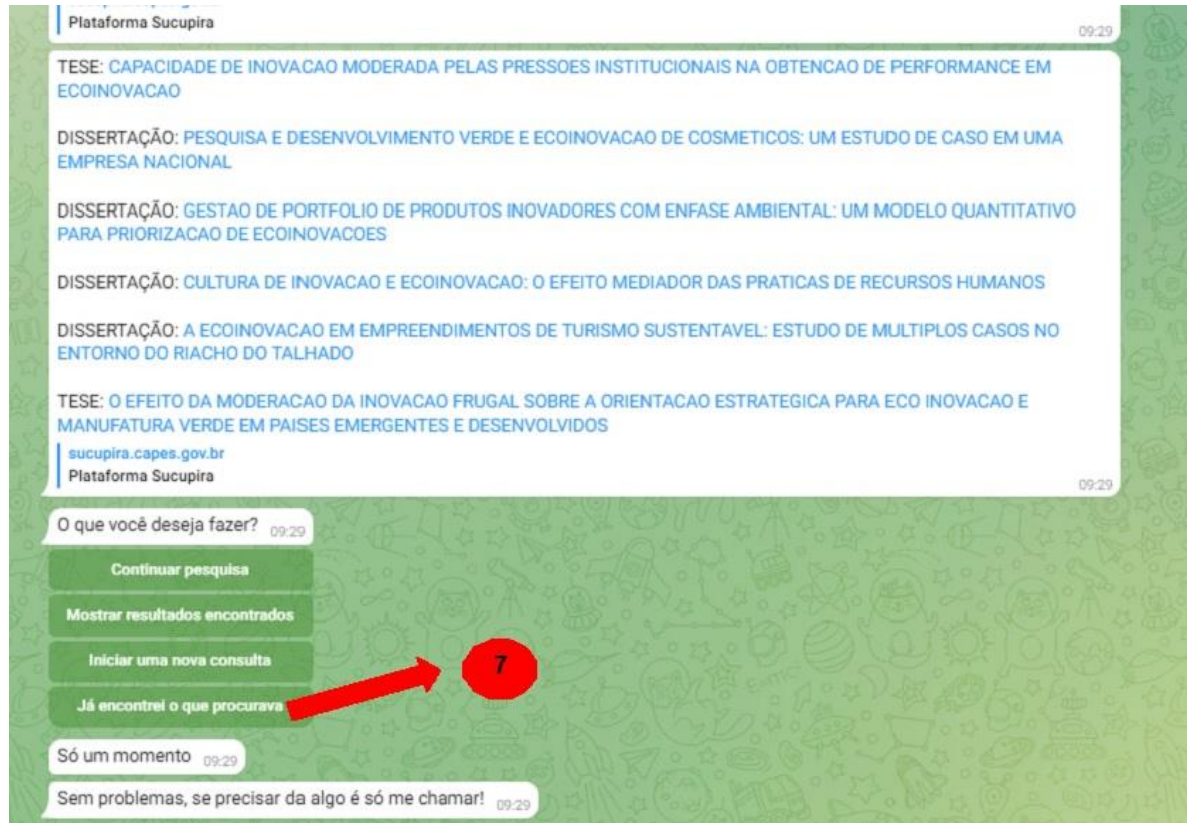 Plataforma Sucupira
09:29
TESE: CAPACIDADE DE INOVACAO MODERADA PELAS PRESSOES INSTITUCIONAIS NA OBTENCAO DE PERFORMANCE EM
ECOINOVACAO
DISSERTAÇÃO: PESQUISA E DESENVOLVIMENTO VERDE E ECOINOVACAO DE COSMETICOS: UM ESTUDO DE CASO EM UMA
EMPRESA NACIONAL
DISSERTAÇÃO: GESTAO DE PORTFOLIO DE PRODUTOS INOVADORES COM ENFASE AMBIENTAL: UM MODELO QUANTITATIVO
PARA PRIORIZACAO DE ECOINOVACOES
DISSERTAÇÃO: CULTURA DE INOVACAO E ECOINOVACAO: O EFEITO MEDIADOR DAS PRATICAS DE RECURSOS HUMANOS
DISSERTAÇÃO: A ECOINOVACAO EM EMPREENDIMENTOS DE TURISMO SUSTENTAVEL: ESTUDO DE MULTIPLOS CASOS NO
ENTORNO DO RIACHO DO TALHADO
TESE: O EFEITO DA MODERACAO DA INOVACAO FRUGAL SOBRE A ORIENTACAO ESTRATEGICA PARA ECO INOVACAO E
MANUFATURA VERDE EM PAISES EMERGENTES E DESENVOLVIDOS
sucupira.capes.gov.br
Plataforma Sucupira
09:29
O que você deseja fazer? 09:29
Continuar pesquisa
Mostrar resultados encontrados
Iniciar uma nova consulta
7
Já encontrei o que procurava
Só um momento 09:29
Sem problemas, se precisar da algo é só me chamar! 09:29